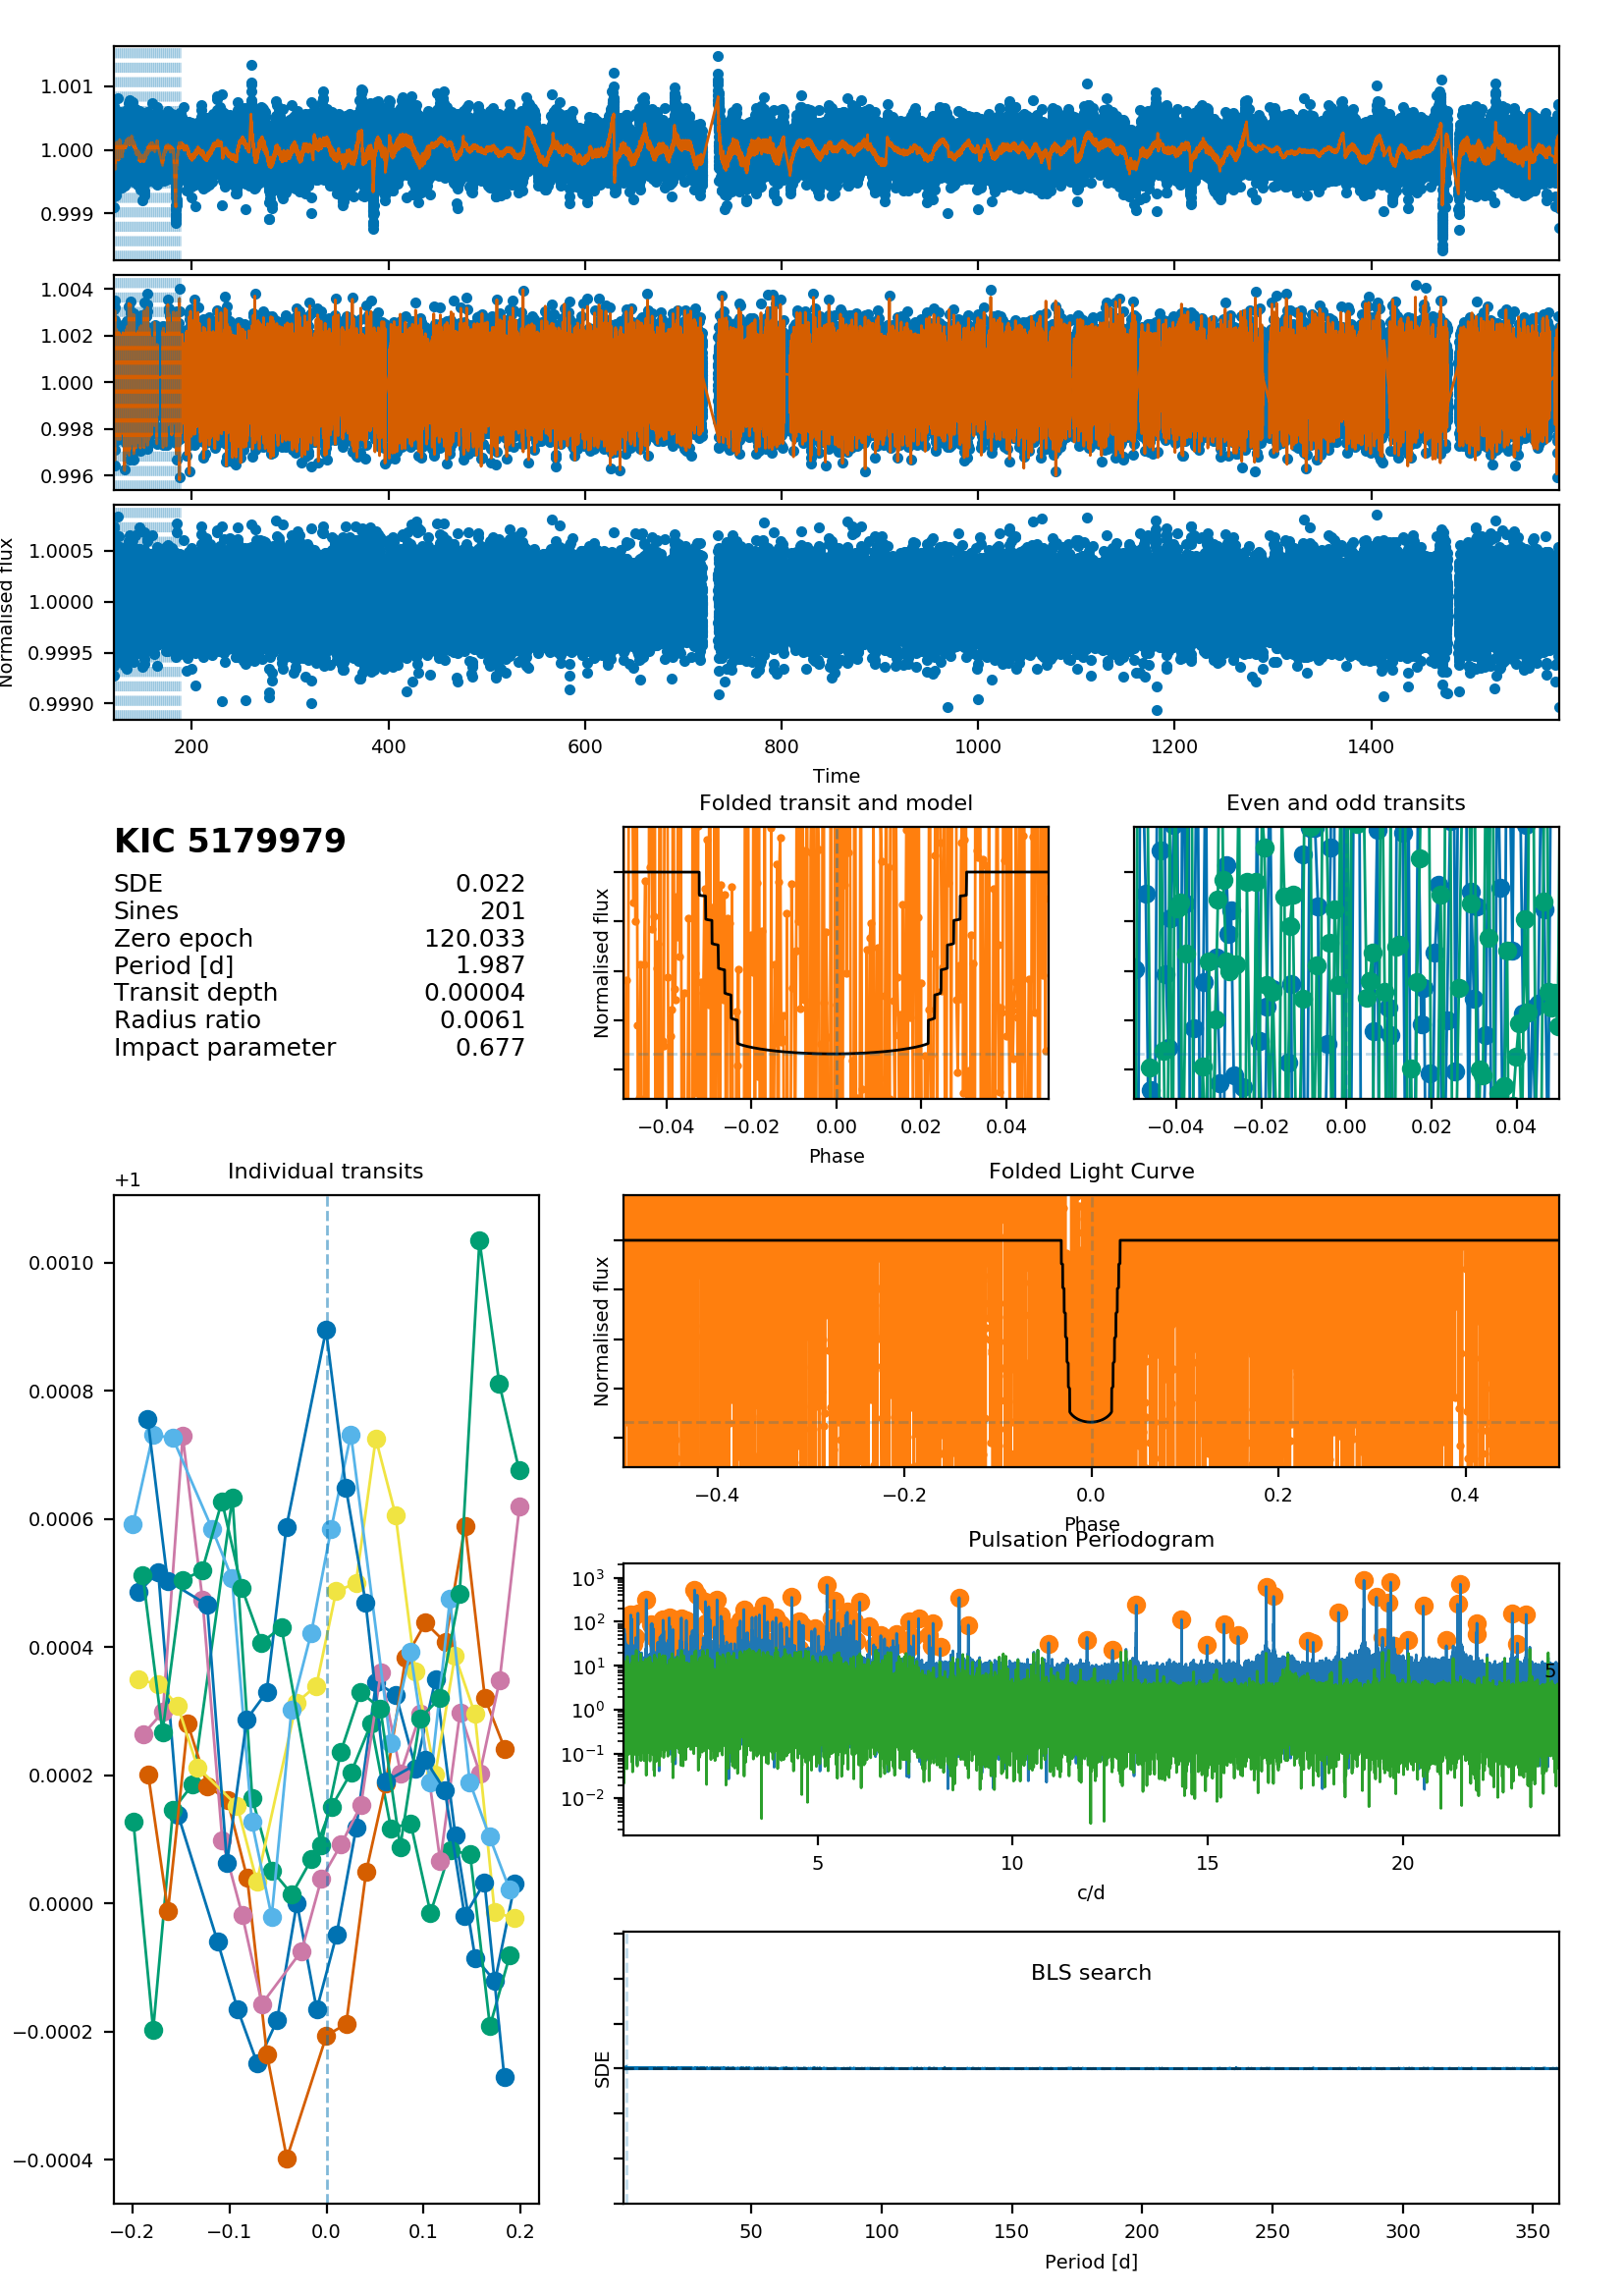 1.001
1.000
0.999
1.004
1.002
1.000
0.998
0.996
Normalised flux
1.0005
1.0000
0.9995
0.9990
200 400 600 800 1000 1200 1400
Time
KIC 5179979
SDE 0.022
Sines 201
Zero epoch 120.033
Period [d] 1.987
Transit depth 0.00004
Radius ratio 0.0061
Impact parameter 0.677
Folded transit and model
Normalised flux
−0.04 −0.02 0.00 0.02 0.04
Phase
Even and odd transits
−0.04 −0.02 0.00 0.02 0.04
Individual transits
+1
0.0010
0.0008
0.0006
0.0004
0.0002
0.0000
−0.0002
−0.0004
−0.2 −0.1 0.0 0.1 0.2
Folded Light Curve
Normalised flux
−0.4 −0.2 0.0 0.2 0.4
Phase
Pulsation Periodogram
10³
10²
10¹
10⁰
10⁻¹
10⁻²
5
5 10 15 20
c/d
BLS search
SDE
50 100 150 200 250 300 350
Period [d]